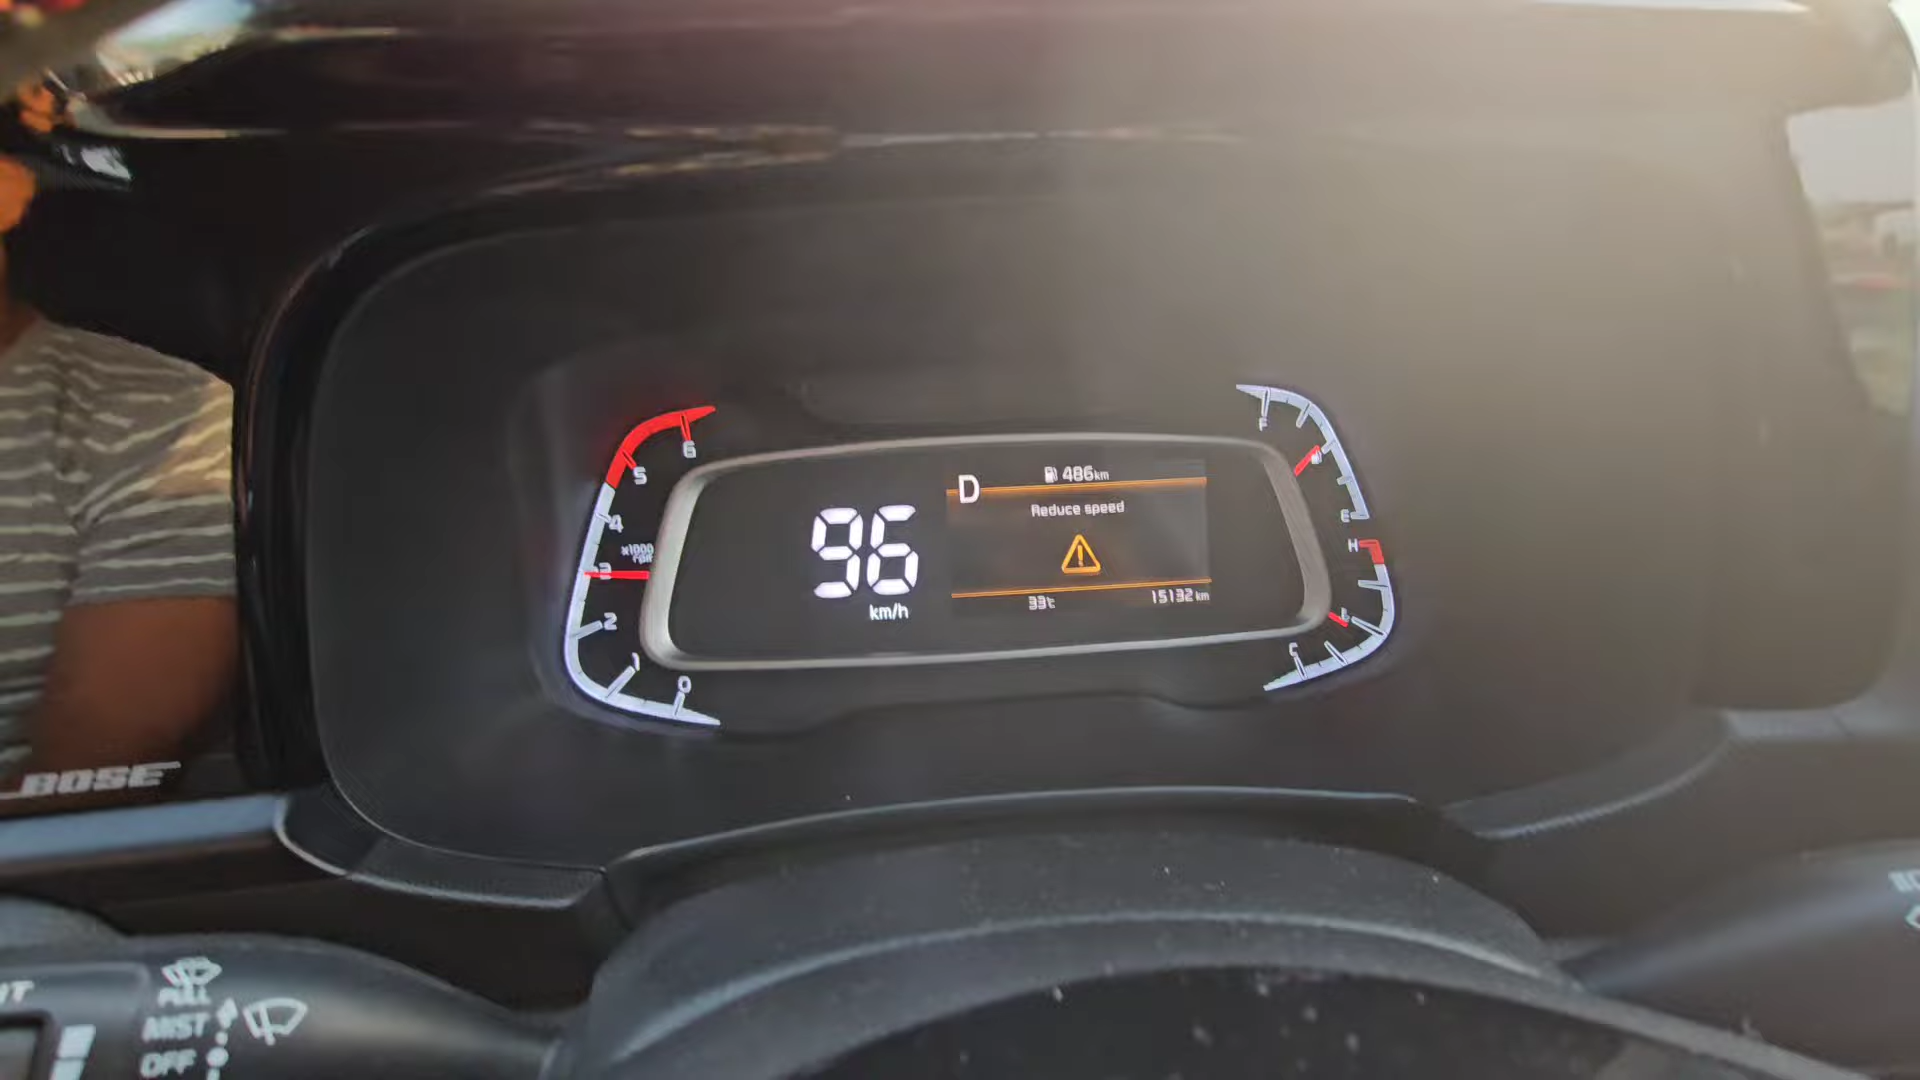 6
5
4
x1000
rpm
3
2
1
0
96
km/h
D
486km
Reduce speed
33℃
15132 km
F
E
H
C
BOSE
PULL
MIST
OFF